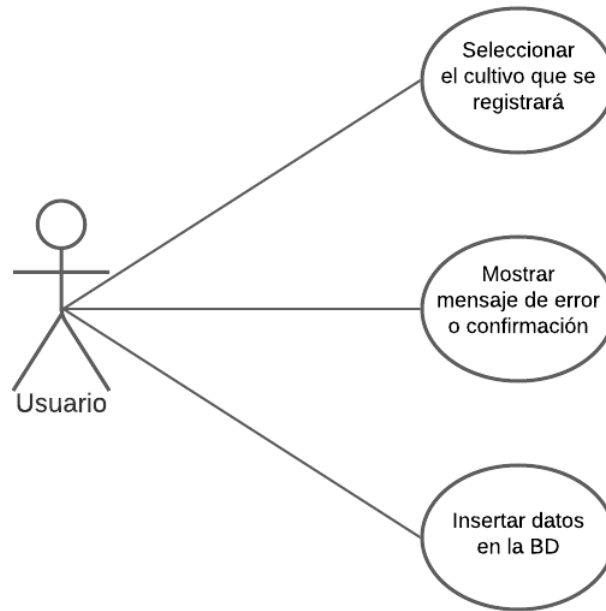 Seleccionar
el cultivo que se
registrará
Mostrar
mensaje de error
o confirmación
Usuario
Insertar datos
en la BD